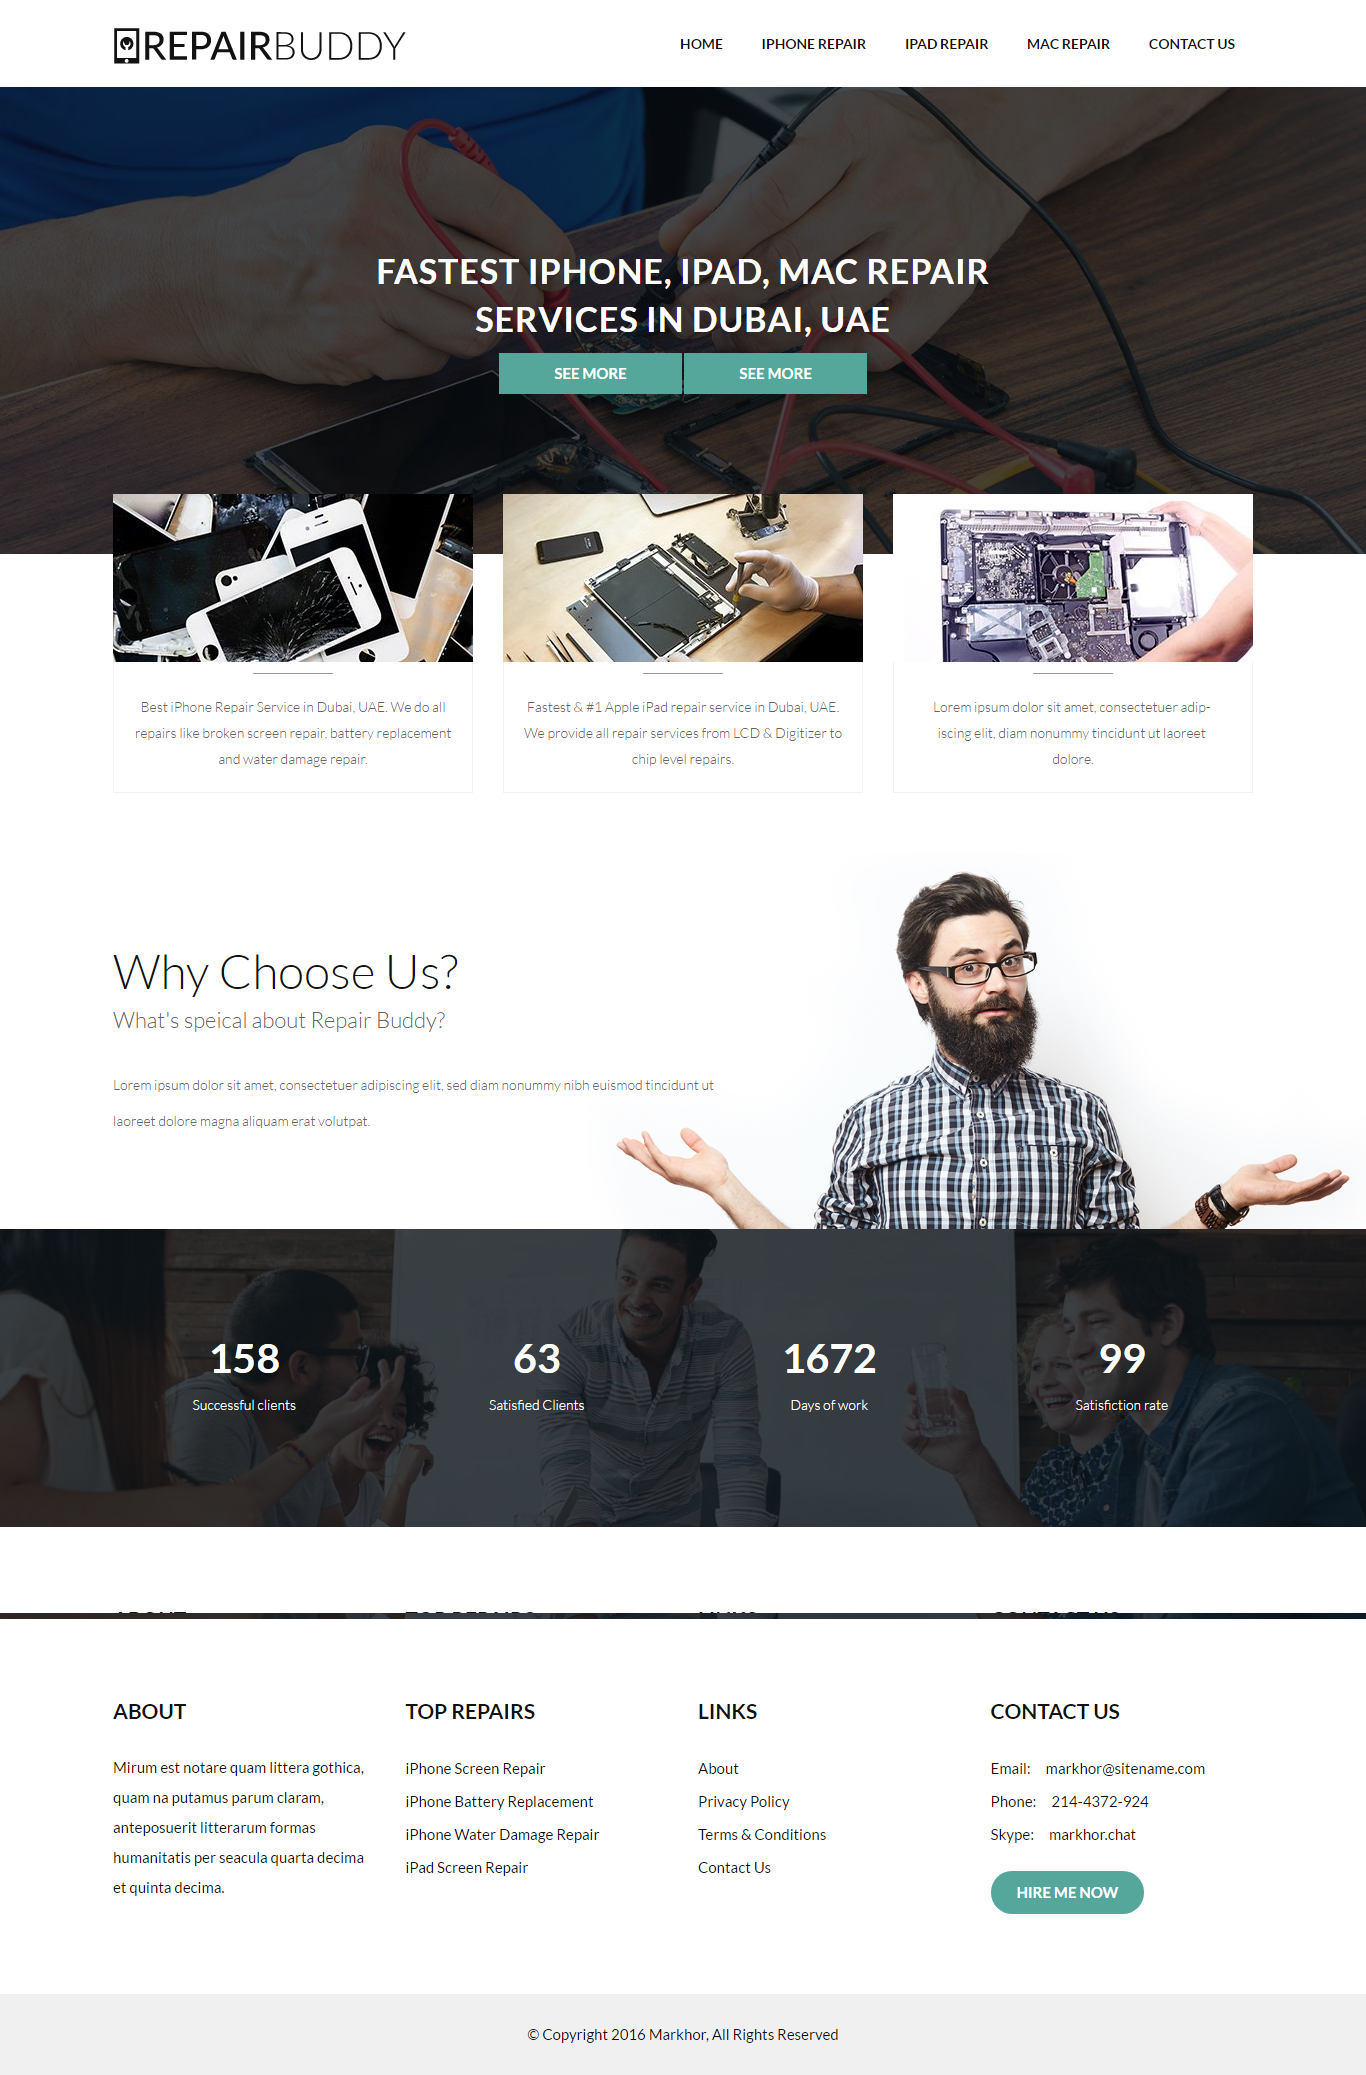 REPAIRBUDDY
HOME IPHONE REPAIR IPAD REPAIR MAC REPAIR CONTACT US
FASTEST IPHONE, IPAD, MAC REPAIR
SERVICES IN DUBAI, UAE
SEE MORE SEE MORE
Best iPhone Repair Service in Dubai, UAE. We do all
repairs like broken screen repair, battery replacement
and water damage repair.
Fastest & #1 Apple iPad repair service in Dubai, UAE.
We provide all repair services from LCD & Digitizer to
chip level repairs.
Lorem ipsum dolor sit amet, consectetuer adip-
iscing elit, diam nonummy tincidunt ut laoreet
dolore.
Why Choose Us?
What's speical about Repair Buddy?
Lorem ipsum dolor sit amet, consectetuer adipiscing elit, sed diam nonummy nibh euismod tincidunt ut
laoreet dolore magna aliquam erat volutpat.
158 63 1672 99
Successful clients Satisfied Clients Days of work Satisfiction rate
ABOUT TOP REPAIRS LINKS CONTACT US
ABOUT
Mirum est notare quam littera gothica,
quam na putamus parum claram,
anteposuerit litterarum formas
humanitatis per seacula quarta decima
et quinta decima.
TOP REPAIRS
iPhone Screen Repair
iPhone Battery Replacement
iPhone Water Damage Repair
iPad Screen Repair
LINKS
About
Privacy Policy
Terms & Conditions
Contact Us
CONTACT US
Email: markhor@sitename.com
Phone: 214-4372-924
Skype: markhor.chat
HIRE ME NOW
© Copyright 2016 Markhor, All Rights Reserved